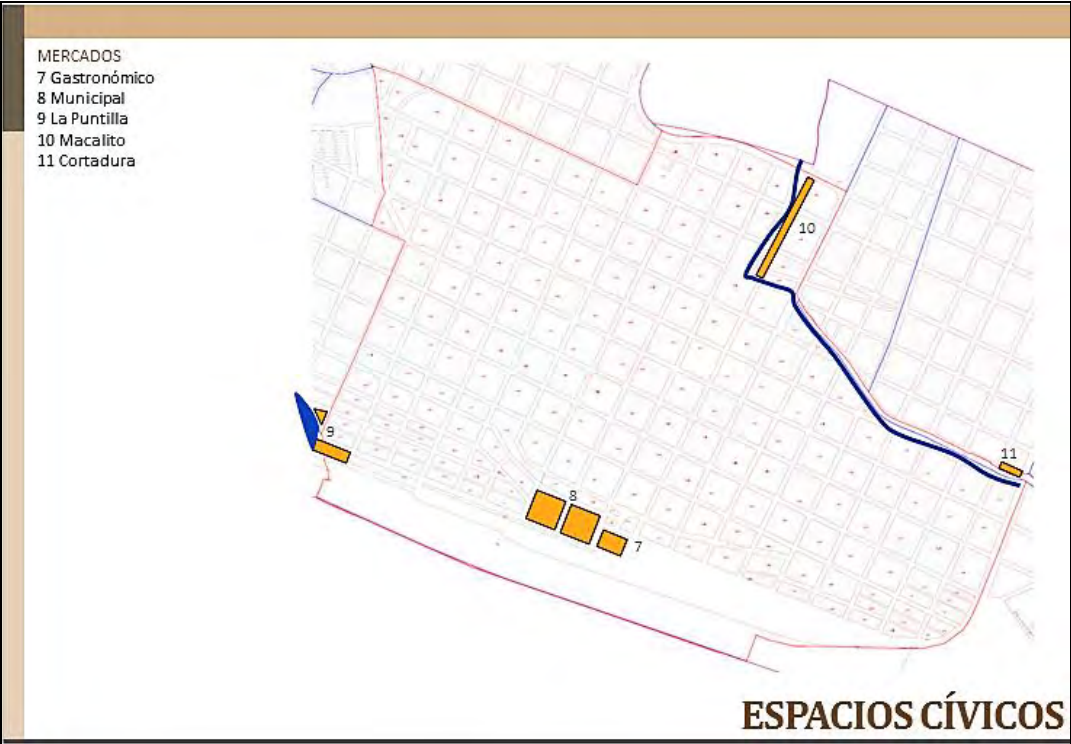 MERCADOS
7 Gastronómico
8 Municipal
9 La Puntilla
10 Macalito
11 Cortadura
10
9
11
8
7
ESPACIOS CÍVICOS